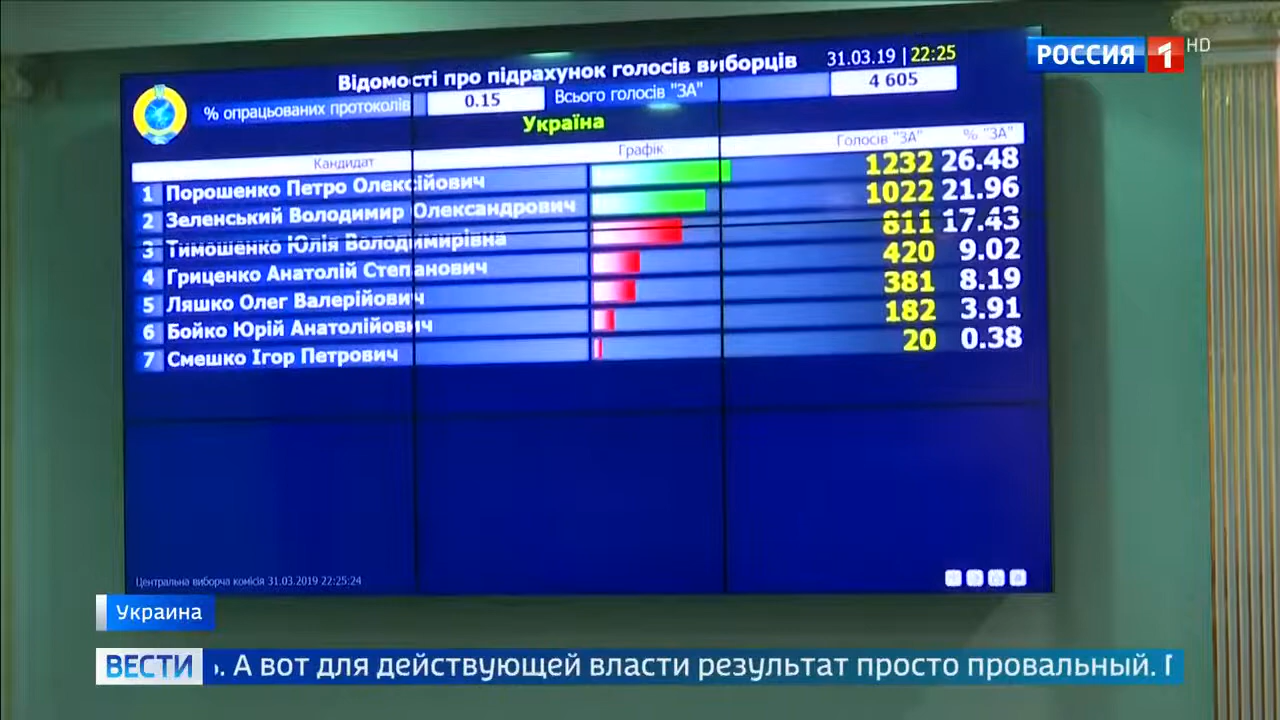 РОССИЯ 1 HD
Відомості про підрахунок голосів виборців 31.03.19 | 22:25
% опрацьованих протоколів 0.15 Всього голосів "ЗА" 4 605
Україна
Кандидат Графік Голосів "ЗА" % "ЗА"
1 Порошенко Петро Олексійович 1232 26.48
2 Зеленський Володимир Олександрович 1022 21.96
3 Тимошенко Юлія Володимирівна 811 17.43
4 Гриценко Анатолій Степанович 420 9.02
5 Ляшко Олег Валерійович 381 8.19
6 Бойко Юрій Анатолійович 182 3.91
7 Смешко Ігор Петрович 20 0.38
Центральна виборча комісія 31.03.2019 22:25:24
Украина
ВЕСТИ . А вот для действующей власти результат просто провальный.